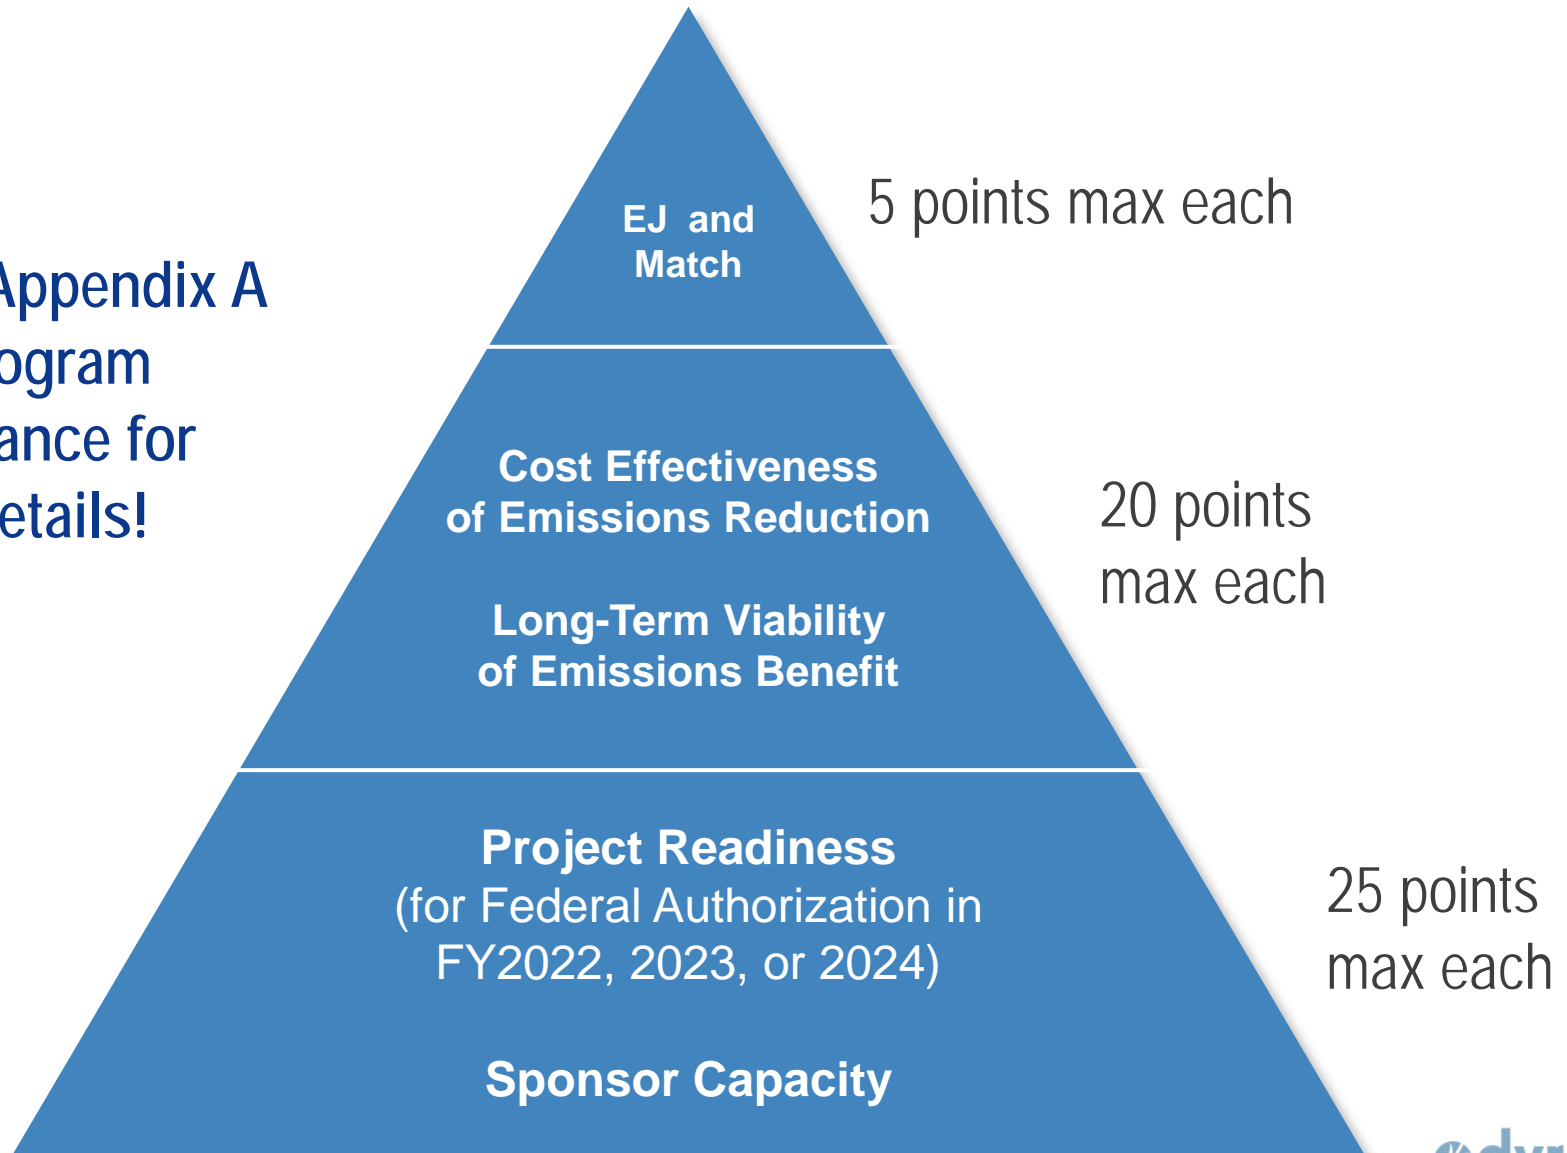 Appendix A
ogram
ance for
etails!
EJ and
Match
5 points max each
Cost Effectiveness
of Emissions Reduction
Long-Term Viability
of Emissions Benefit
20 points
max each
Project Readiness
(for Federal Authorization in
FY2022, 2023, or 2024)
Sponsor Capacity
25 points
max each